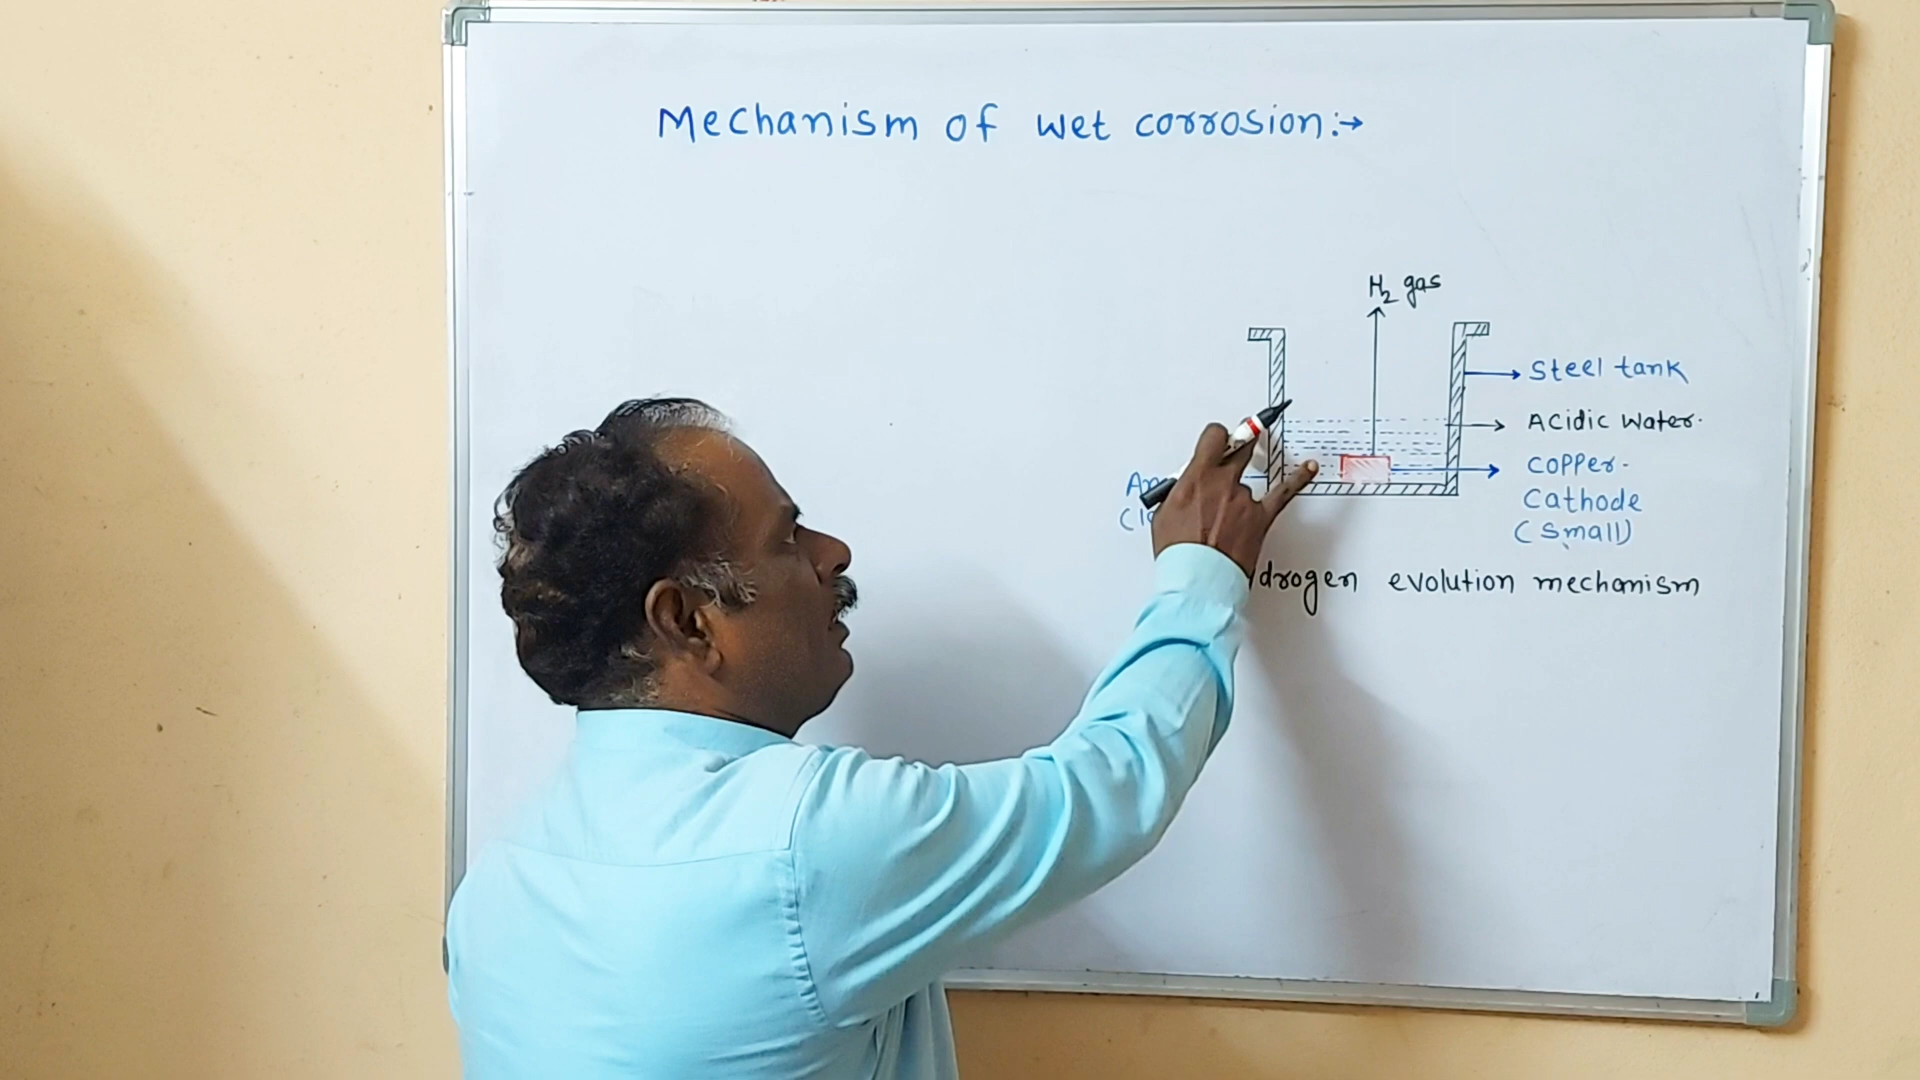 Mechanism of wet corrosion:→
H₂ gas
Steel tank
Acidic water.
copper-
cathode
(small)
evolution mechanism